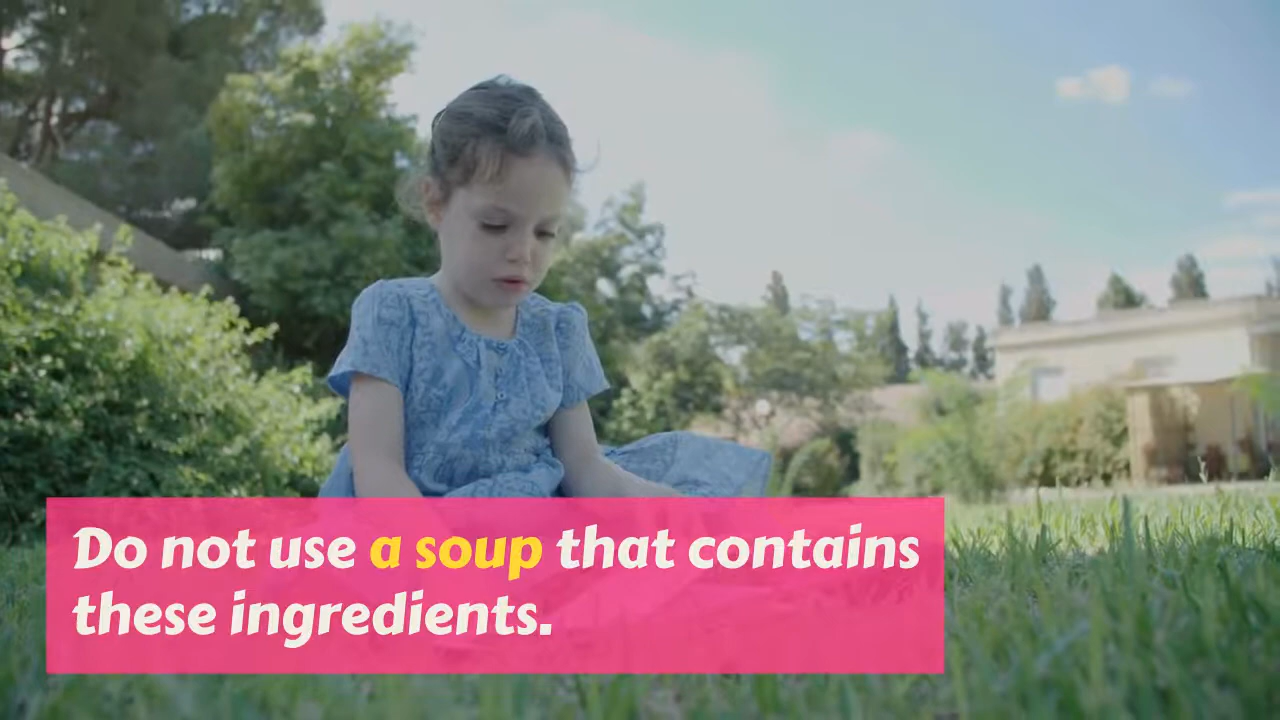 Do not use a soup that contains
these ingredients.